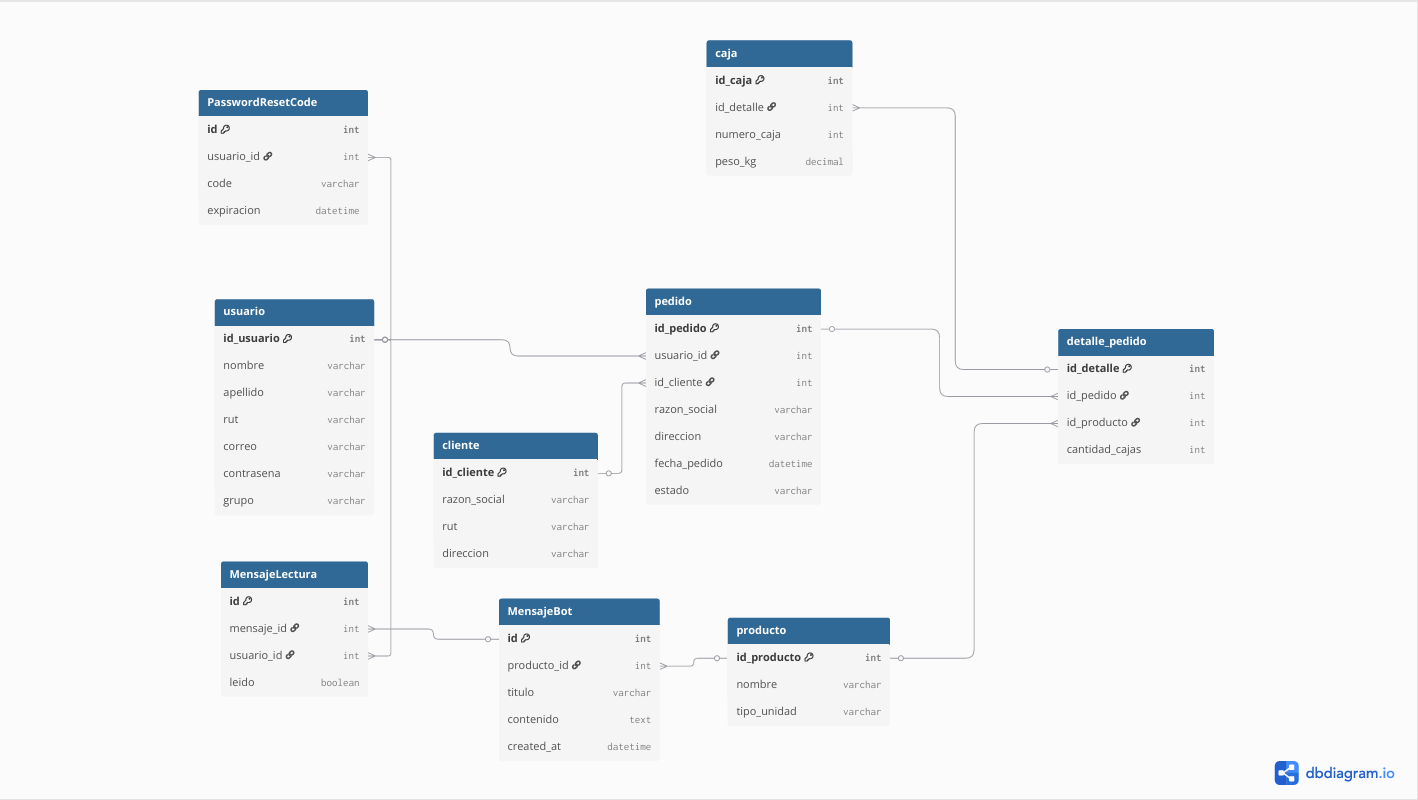 caja
id_caja int
id_detalle int
numero_caja int
peso_kg decimal
PasswordResetCode
id int
usuario_id int
code varchar
expiracion datetime
usuario
id_usuario int
nombre varchar
apellido varchar
rut varchar
correo varchar
contrasena varchar
grupo varchar
pedido
id_pedido int
usuario_id int
id_cliente int
razon_social varchar
direccion varchar
fecha_pedido datetime
estado varchar
detalle_pedido
id_detalle int
id_pedido int
id_producto int
cantidad_cajas int
cliente
id_cliente int
razon_social varchar
rut varchar
direccion varchar
MensajeLectura
id int
mensaje_id int
usuario_id int
leido boolean
MensajeBot
id int
producto_id int
titulo varchar
contenido text
created_at datetime
producto
id_producto int
nombre varchar
tipo_unidad varchar
dbdiagram.io